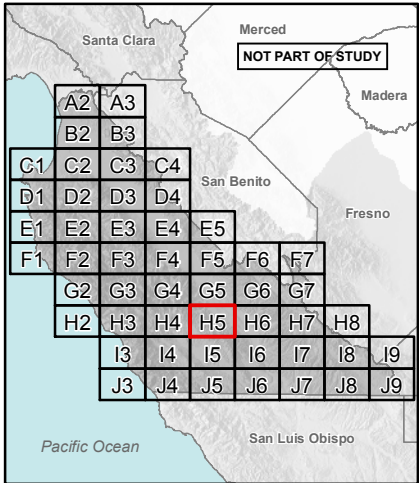 Merced
Santa Clara
NOT PART OF STUDY
Madera
A2 A3
B2 B3
C1 C2 C3 C4
San Benito
D1 D2 D3 D4
Fresno
E1 E2 E3 E4 E5
F1 F2 F3 F4 F5 F6 F7
G2 G3 G4 G5 G6 G7
H2 H3 H4 H5 H6 H7 H8
I3 I4 I5 I6 I7 I8 I9
J3 J4 J5 J6 J7 J8 J9
San Luis Obispo
Pacific Ocean